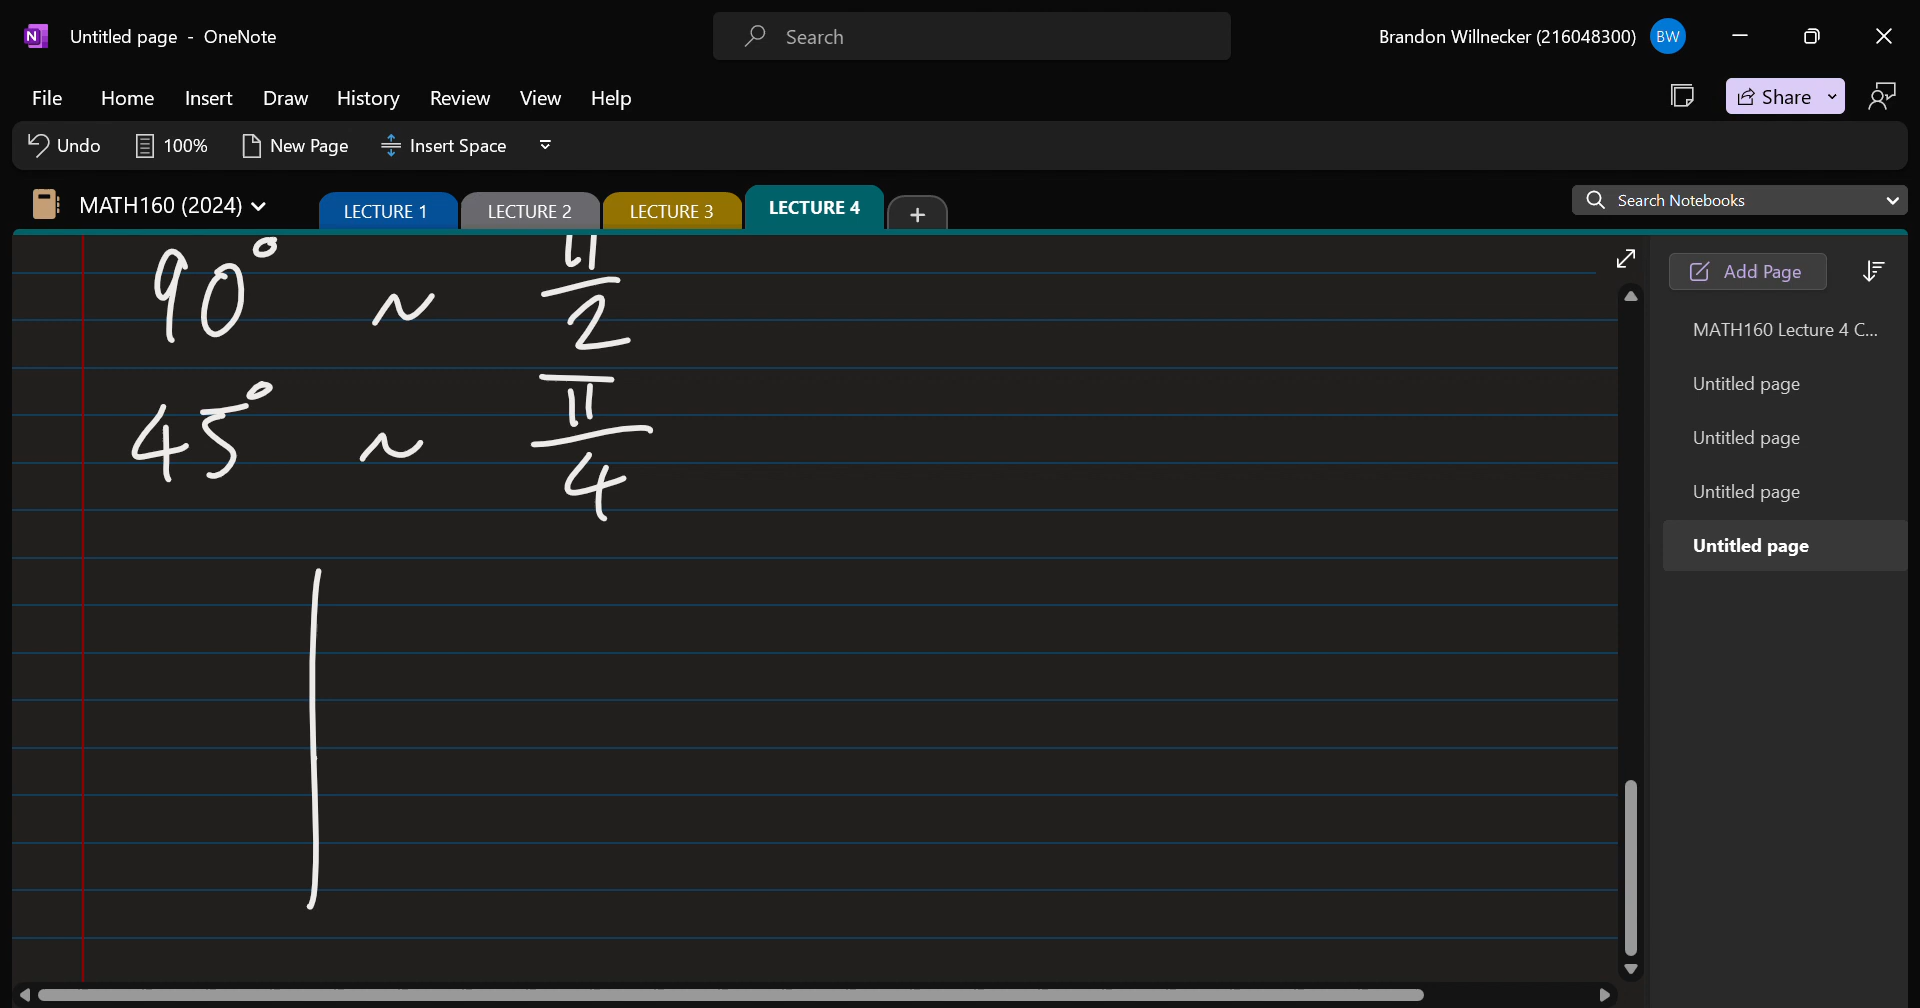 Untitled page - OneNote
Search
Brandon Willnecker (216048300) BW
File Home Insert Draw History Review View Help
Share
Undo 100% New Page Insert Space
MATH160 (2024)
LECTURE 1 LECTURE 2 LECTURE 3 LECTURE 4 +
Search Notebooks
90° ~ π/2
45° ~ π/4
Add Page
MATH160 Lecture 4 C...
Untitled page
Untitled page
Untitled page
Untitled page